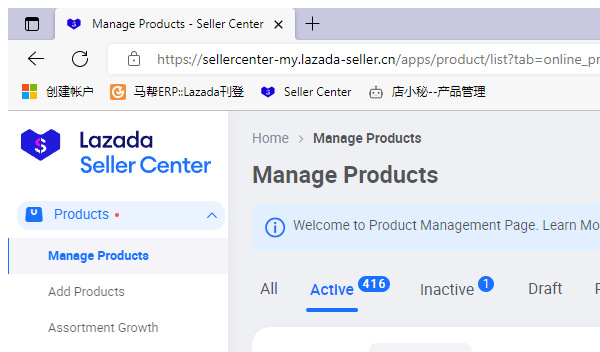 Manage Products - Seller Center
https://sellercenter-my.lazada-seller.cn/apps/product/list?tab=online_pr
创建帐户 马帮ERP::Lazada刊登 Seller Center 店小秘--产品管理
Lazada
Seller Center
Home > Manage Products
Manage Products
Products
Welcome to Product Management Page. Learn Mo
Manage Products
All Active 416 Inactive 1 Draft
Add Products
Assortment Growth